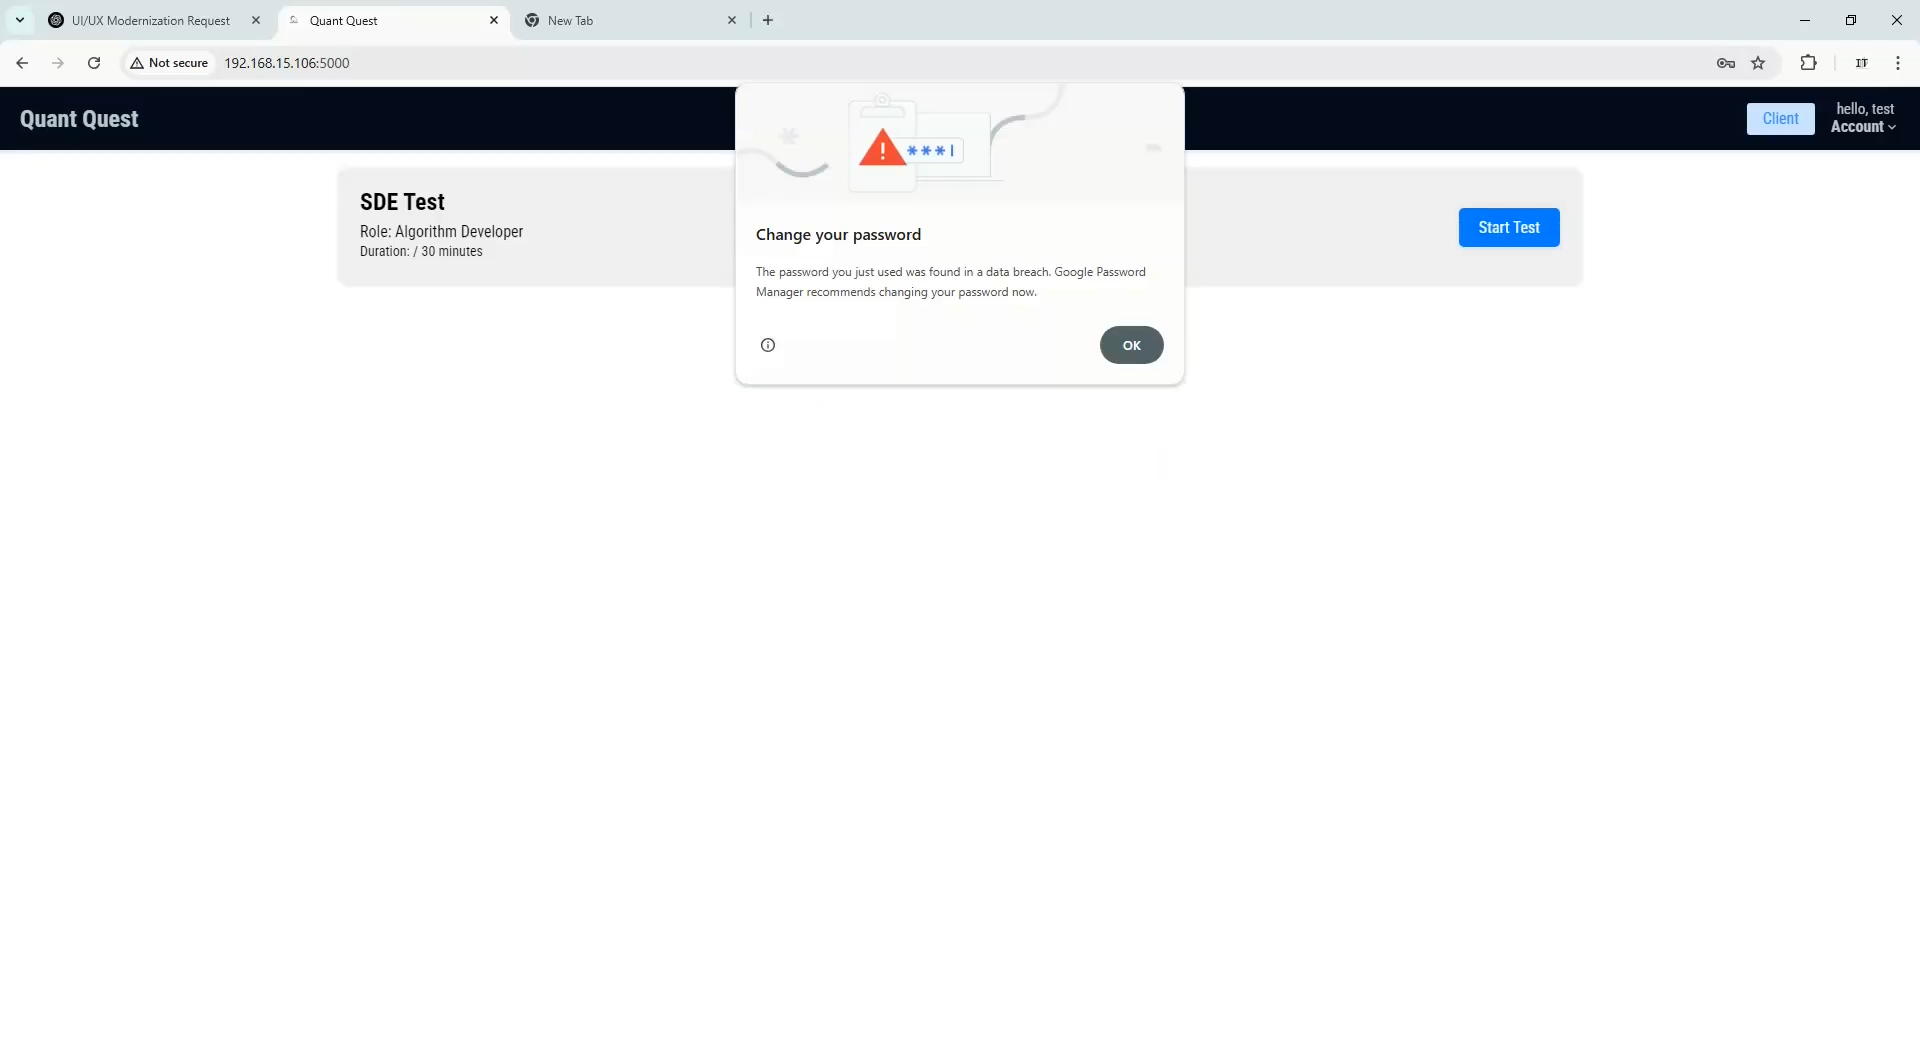 UI/UX Modernization Request
Quant Quest
New Tab
Not secure
192.168.15.106:5000
Quant Quest
Client
hello, test
Account
SDE Test
Role: Algorithm Developer
Duration: / 30 minutes
Start Test
***|
Change your password
The password you just used was found in a data breach. Google Password
Manager recommends changing your password now.
OK